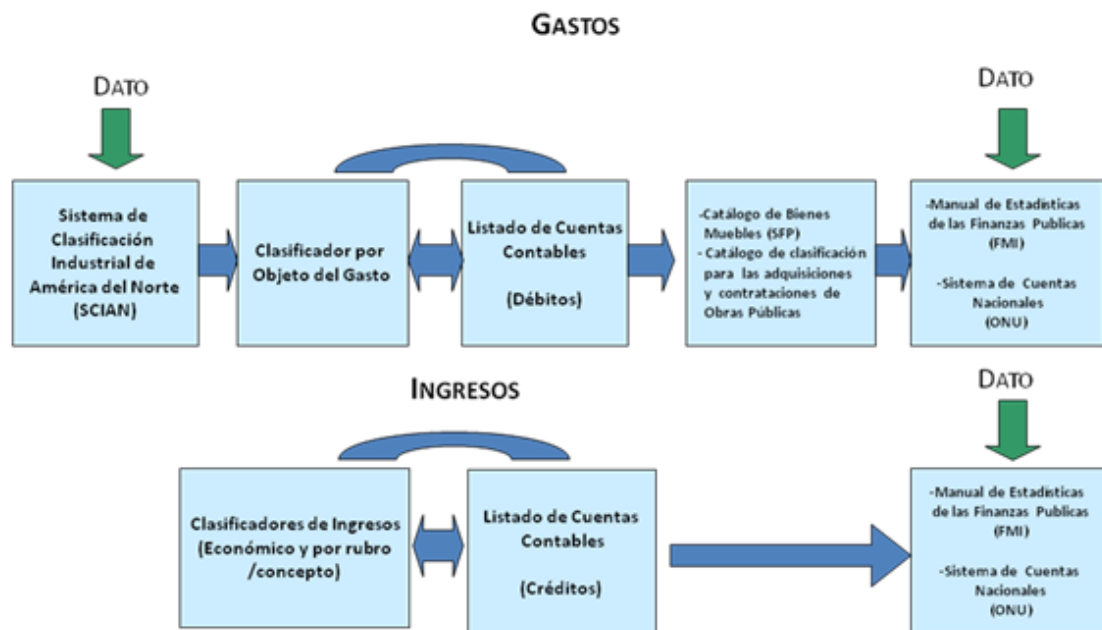 GASTOS
DATO
DATO
Sistema de
Clasificación
Industrial de
América del Norte
(SCIAN)
Clasificador por
Objeto del Gasto
Listado de Cuentas
Contables
(Débitos)
-Catálogo de Bienes
Muebles (SFP)
- Catálogo de clasificación
para las adquisiciones
y contrataciones de
Obras Públicas
-Manual de Estadísticas
de las Finanzas Publicas
(FMI)
-Sistema de Cuentas
Nacionales
(ONU)
INGRESOS
DATO
Clasificadores de Ingresos
(Económico y por rubro
/concepto)
Listado de Cuentas
Contables
(Créditos)
-Manual de Estadísticas
de las Finanzas Publicas
(FMI)
-Sistema de Cuentas
Nacionales
(ONU)